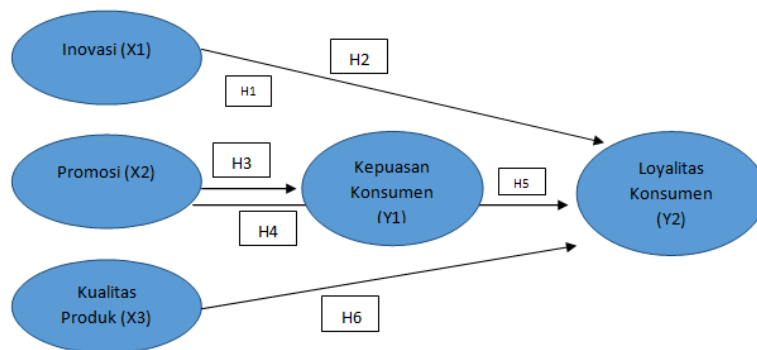 Inovasi (X1)
H2
H1
Promosi (X2)
H3
H4
Kepuasan
Konsumen
(Y1)
H5
Loyalitas
Konsumen
(Y2)
Kualitas
Produk (X3)
H6